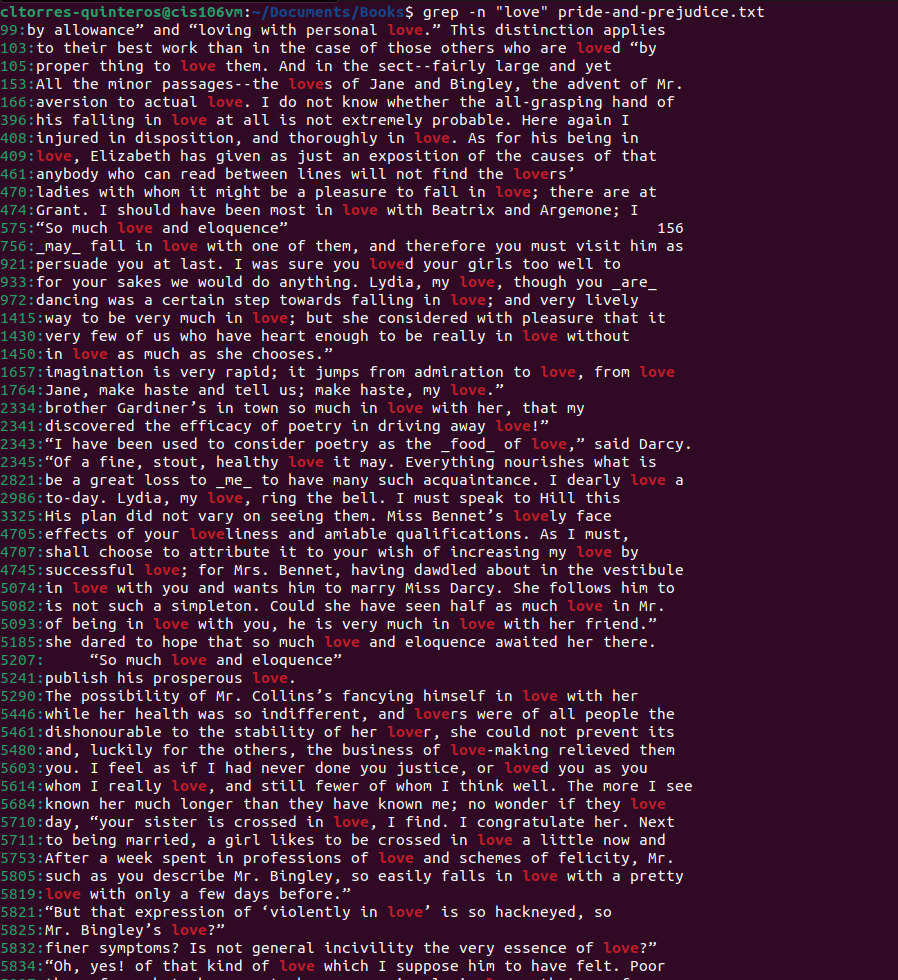 cltorres-quinteros@cis106vm:~/Documents/Books$ grep -n "love" pride-and-prejudice.txt
99:by allowance” and “loving with personal love.” This distinction applies
103:to their best work than in the case of those others who are loved “by
105:proper thing to love them. And in the sect--fairly large and yet
153:All the minor passages--the loves of Jane and Bingley, the advent of Mr.
166:aversion to actual love. I do not know whether the all-grasping hand of
396:his falling in love at all is not extremely probable. Here again I
408:injured in disposition, and thoroughly in love. As for his being in
409:love, Elizabeth has given as just an exposition of the causes of that
461:anybody who can read between lines will not find the lovers’
470:ladies with whom it might be a pleasure to fall in love; there are at
474:Grant. I should have been most in love with Beatrix and Argemone; I
575:“So much love and eloquence” 156
756:_may_ fall in love with one of them, and therefore you must visit him as
921:persuade you at last. I was sure you loved your girls too well to
933:for your sakes we would do anything. Lydia, my love, though you _are_
972:dancing was a certain step towards falling in love; and very lively
1415:way to be very much in love; but she considered with pleasure that it
1430:very few of us who have heart enough to be really in love without
1450:in love as much as she chooses.”
1657:imagination is very rapid; it jumps from admiration to love, from love
1764:Jane, make haste and tell us; make haste, my love.”
2334:brother Gardiner’s in town so much in love with her, that my
2341:discovered the efficacy of poetry in driving away love!”
2343:“I have been used to consider poetry as the _food_ of love,” said Darcy.
2345:“Of a fine, stout, healthy love it may. Everything nourishes what is
2821:be a great loss to _me_ to have many such acquaintance. I dearly love a
2986:to-day. Lydia, my love, ring the bell. I must speak to Hill this
3325:His plan did not vary on seeing them. Miss Bennet’s lovely face
4705:effects of your loveliness and amiable qualifications. As I must,
4707:shall choose to attribute it to your wish of increasing my love by
4745:successful love; for Mrs. Bennet, having dawdled about in the vestibule
5074:in love with you and wants him to marry Miss Darcy. She follows him to
5082:is not such a simpleton. Could she have seen half as much love in Mr.
5093:of being in love with you, he is very much in love with her friend.”
5185:she dared to hope that so much love and eloquence awaited her there.
5207: “So much love and eloquence”
5241:publish his prosperous love.
5290:The possibility of Mr. Collins’s fancying himself in love with her
5446:while her health was so indifferent, and lovers were of all people the
5461:dishonourable to the stability of her lover, she could not prevent its
5480:and, luckily for the others, the business of love-making relieved them
5603:you. I feel as if I had never done you justice, or loved you as you
5614:whom I really love, and still fewer of whom I think well. The more I see
5684:known her much longer than they have known me; no wonder if they love
5710:day, “your sister is crossed in love, I find. I congratulate her. Next
5711:to being married, a girl likes to be crossed in love a little now and
5753:After a week spent in professions of love and schemes of felicity, Mr.
5805:such as you describe Mr. Bingley, so easily falls in love with a pretty
5819:love with only a few days before.”
5821:“But that expression of ‘violently in love’ is so hackneyed, so
5825:Mr. Bingley’s love?”
5832:finer symptoms? Is not general incivility the very essence of love?”
5834:“Oh, yes! of that kind of love which I suppose him to have felt. Poor